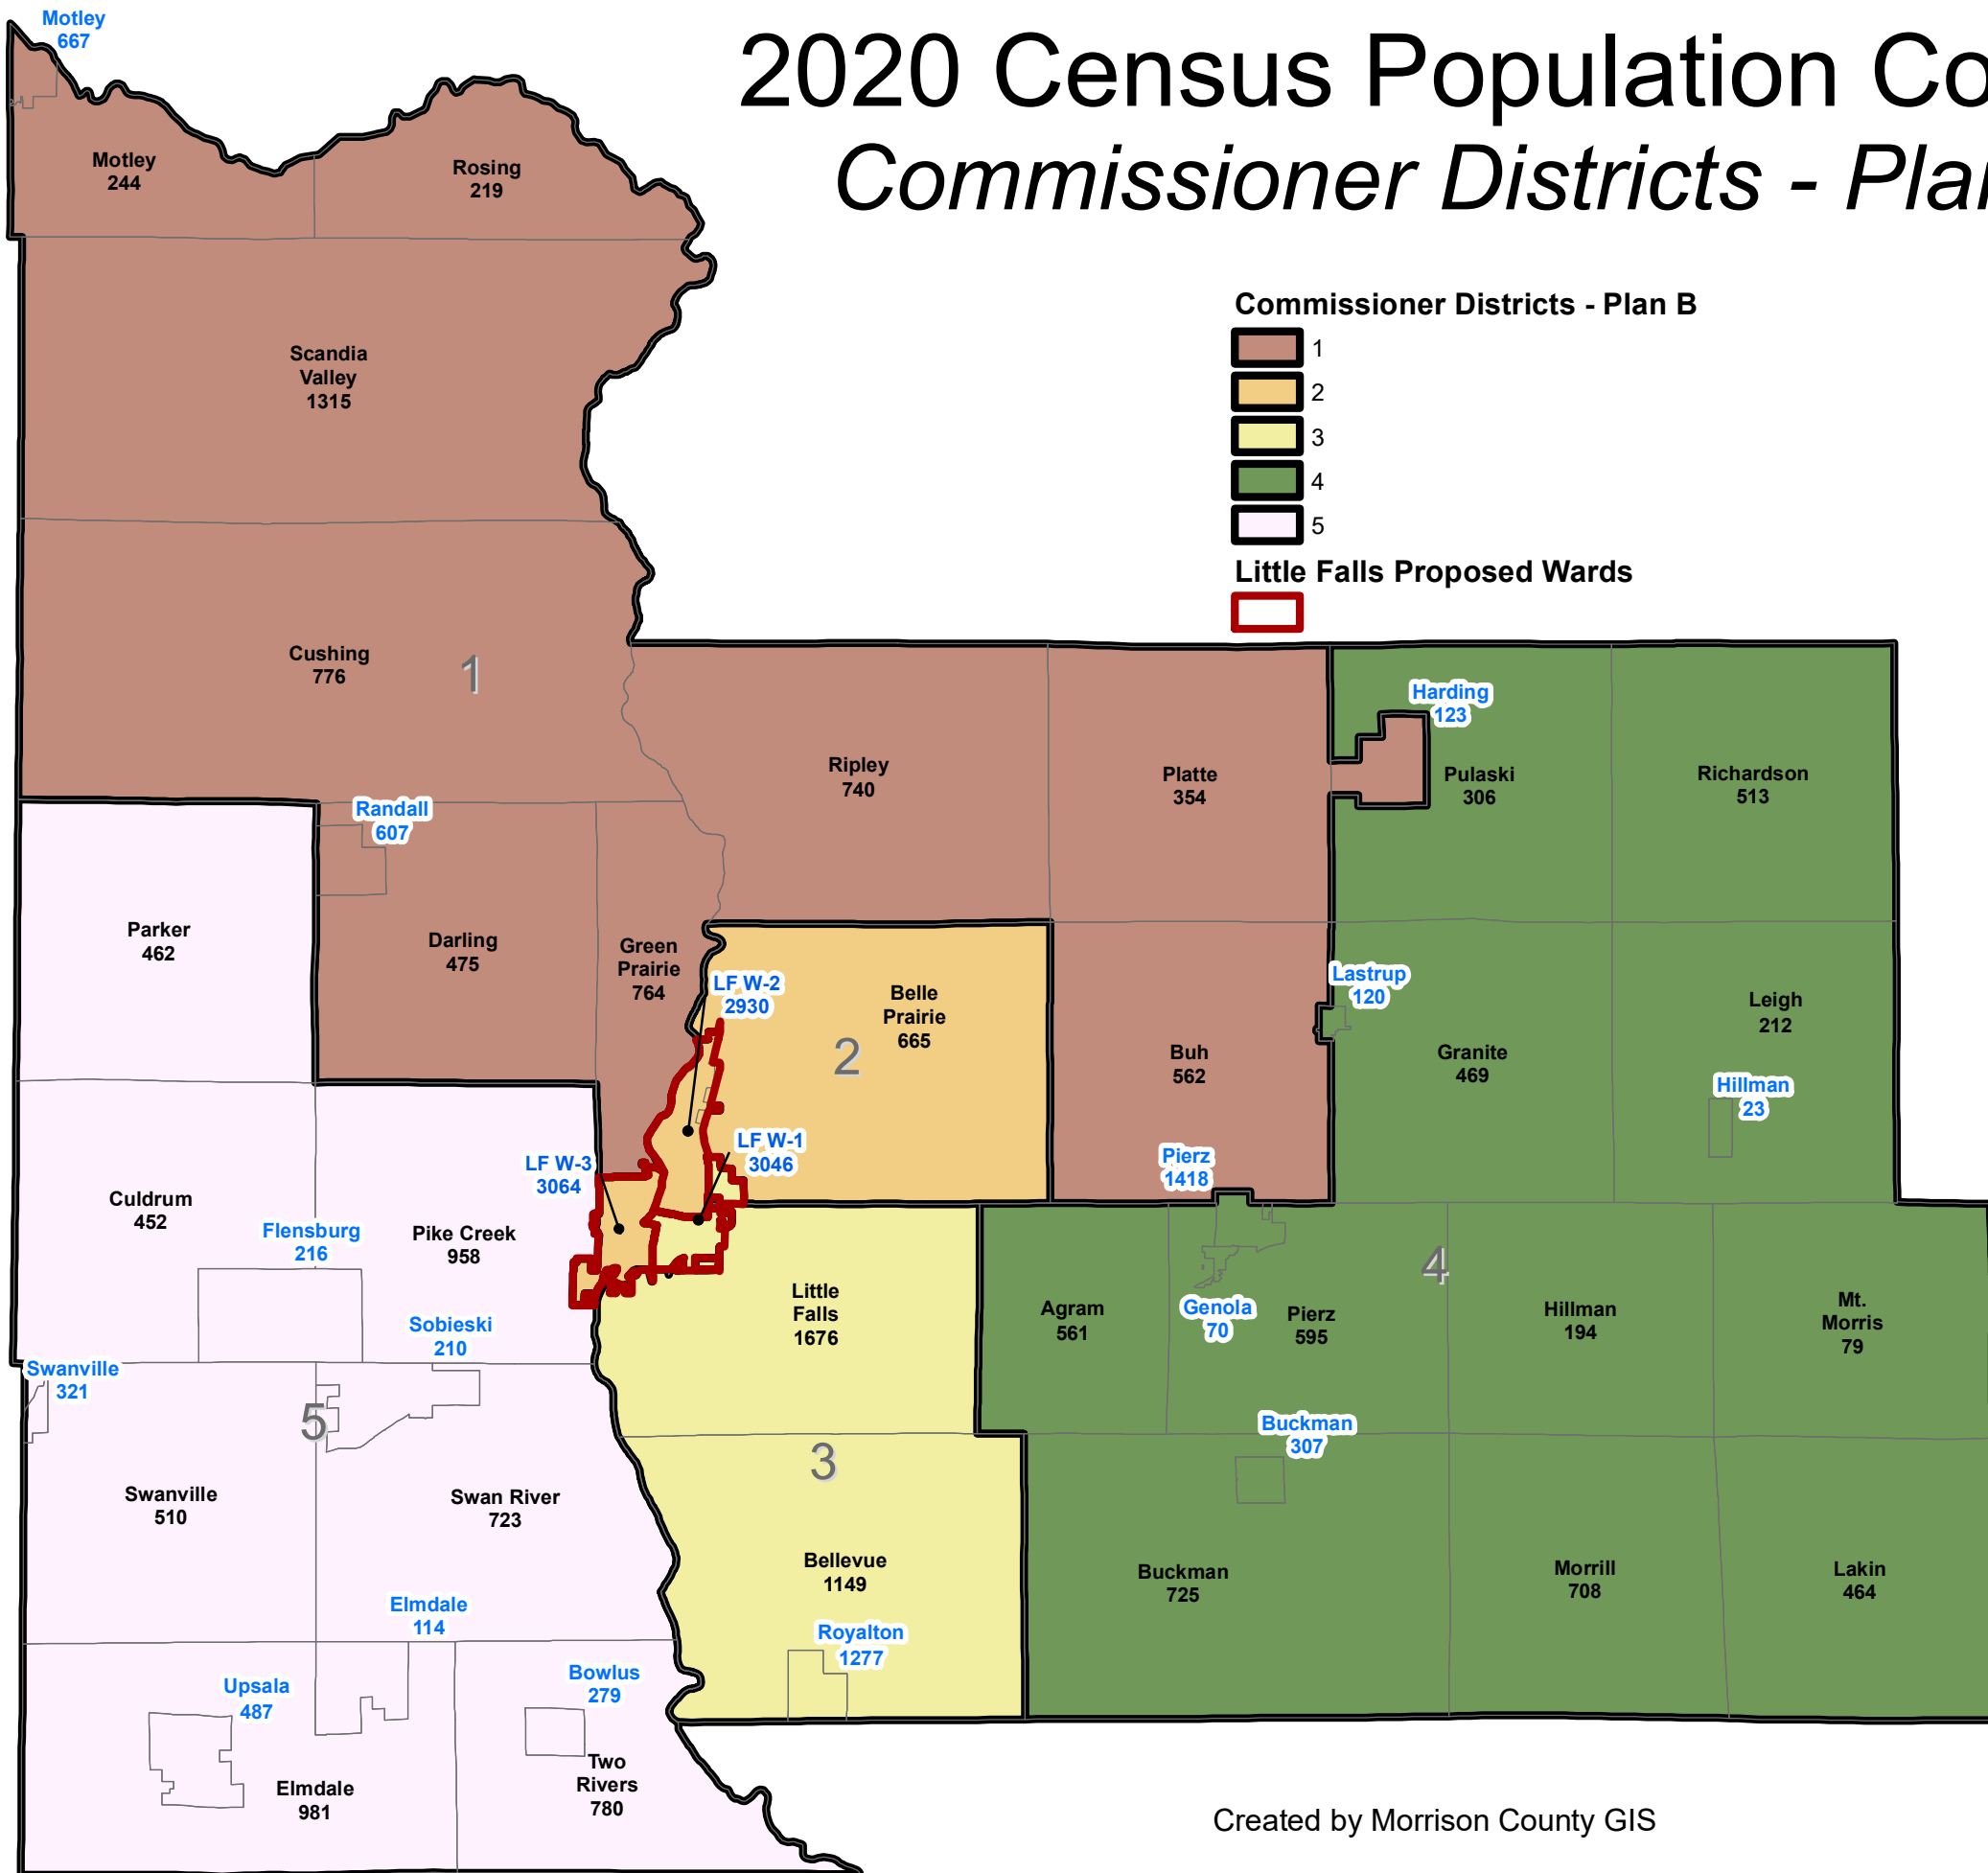 2020 Census Population Co
Commissioner Districts - Plan
Commissioner Districts - Plan B
1
2
3
4
5
Little Falls Proposed Wards
Motley
667
Motley
244
Rosing
219
Scandia
Valley
1315
Cushing
776
1
Ripley
740
Platte
354
Harding
123
Pulaski
306
Richardson
513
Randall
607
Parker
462
Darling
475
Green
Prairie
764
LF W-2
2930
Belle
Prairie
665
2
Buh
562
Lastrup
120
Granite
469
Leigh
212
Hillman
23
LF W-1
3046
LF W-3
3064
Pierz
1418
Culdrum
452
Flensburg
216
Pike Creek
958
Sobieski
210
Little
Falls
1676
Agram
561
Genola
70
Pierz
595
4
Hillman
194
Mt.
Morris
79
Swanville
321
5
Buckman
307
3
Swanville
510
Swan River
723
Bellevue
1149
Buckman
725
Morrill
708
Lakin
464
Elmdale
114
Royalton
1277
Upsala
487
Bowlus
279
Elmdale
981
Two
Rivers
780
Created by Morrison County GIS